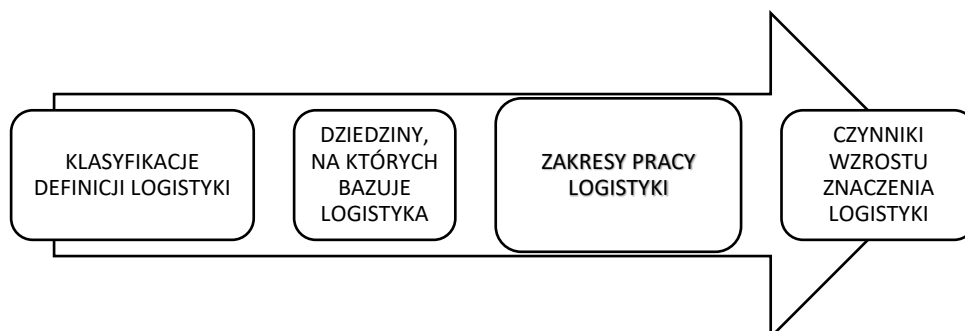 KLASYFIKACJE
DEFINICJI LOGISTYKI
DZIEDZINY,
NA KTÓRYCH
BAZUJE
LOGISTYKA
ZAKRESY PRACY
LOGISTYKI
CZYNNIKI
WZROSTU
ZNACZENIA
LOGISTYKI